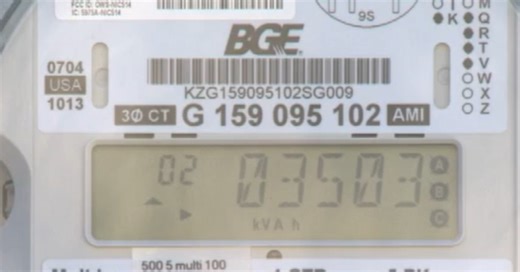 FCC ID: OWS-NIC514
IC: 5975A-NIC514
9S
I M
K Q
R
T
V
W
X
Z
BGE
0704
USA
1013
KZG159095102SG009
3Ø CT G 159 095 102 AMI
02 03503
A
B
C
kVA h
500 5 multi 100